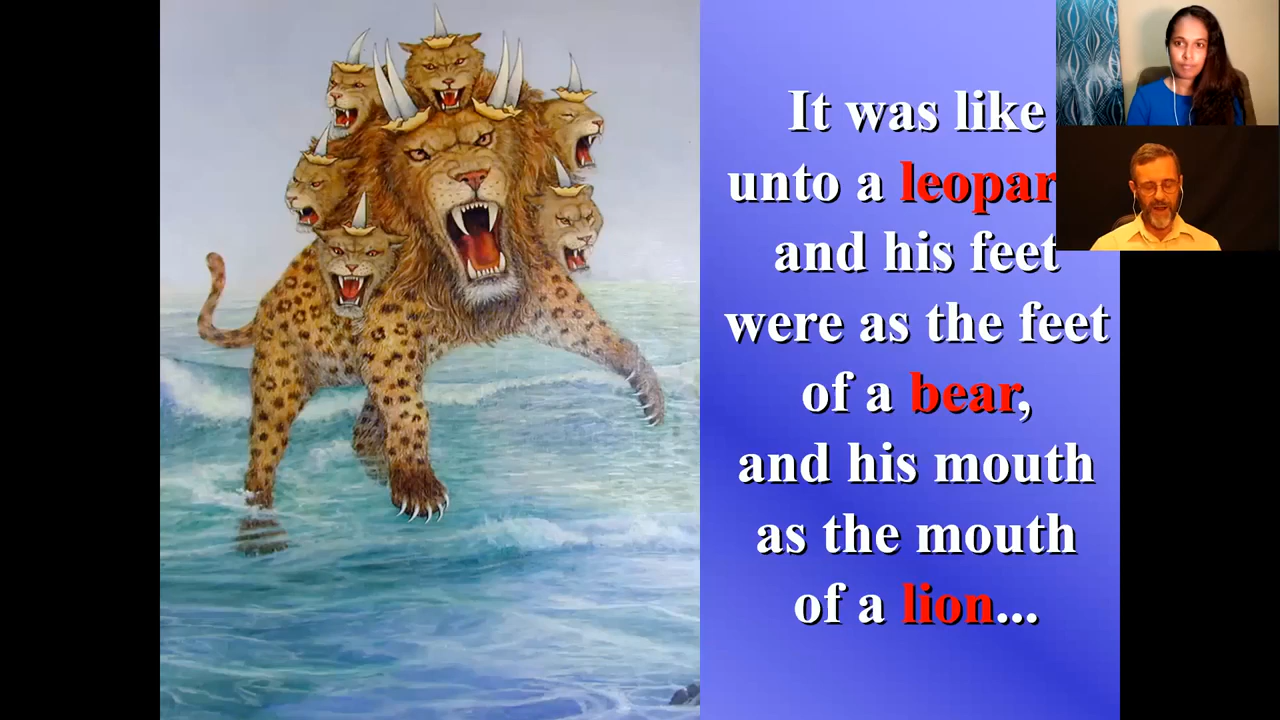 It was like
unto a leopar
and his feet
were as the feet
of a bear,
and his mouth
as the mouth
of a lion...